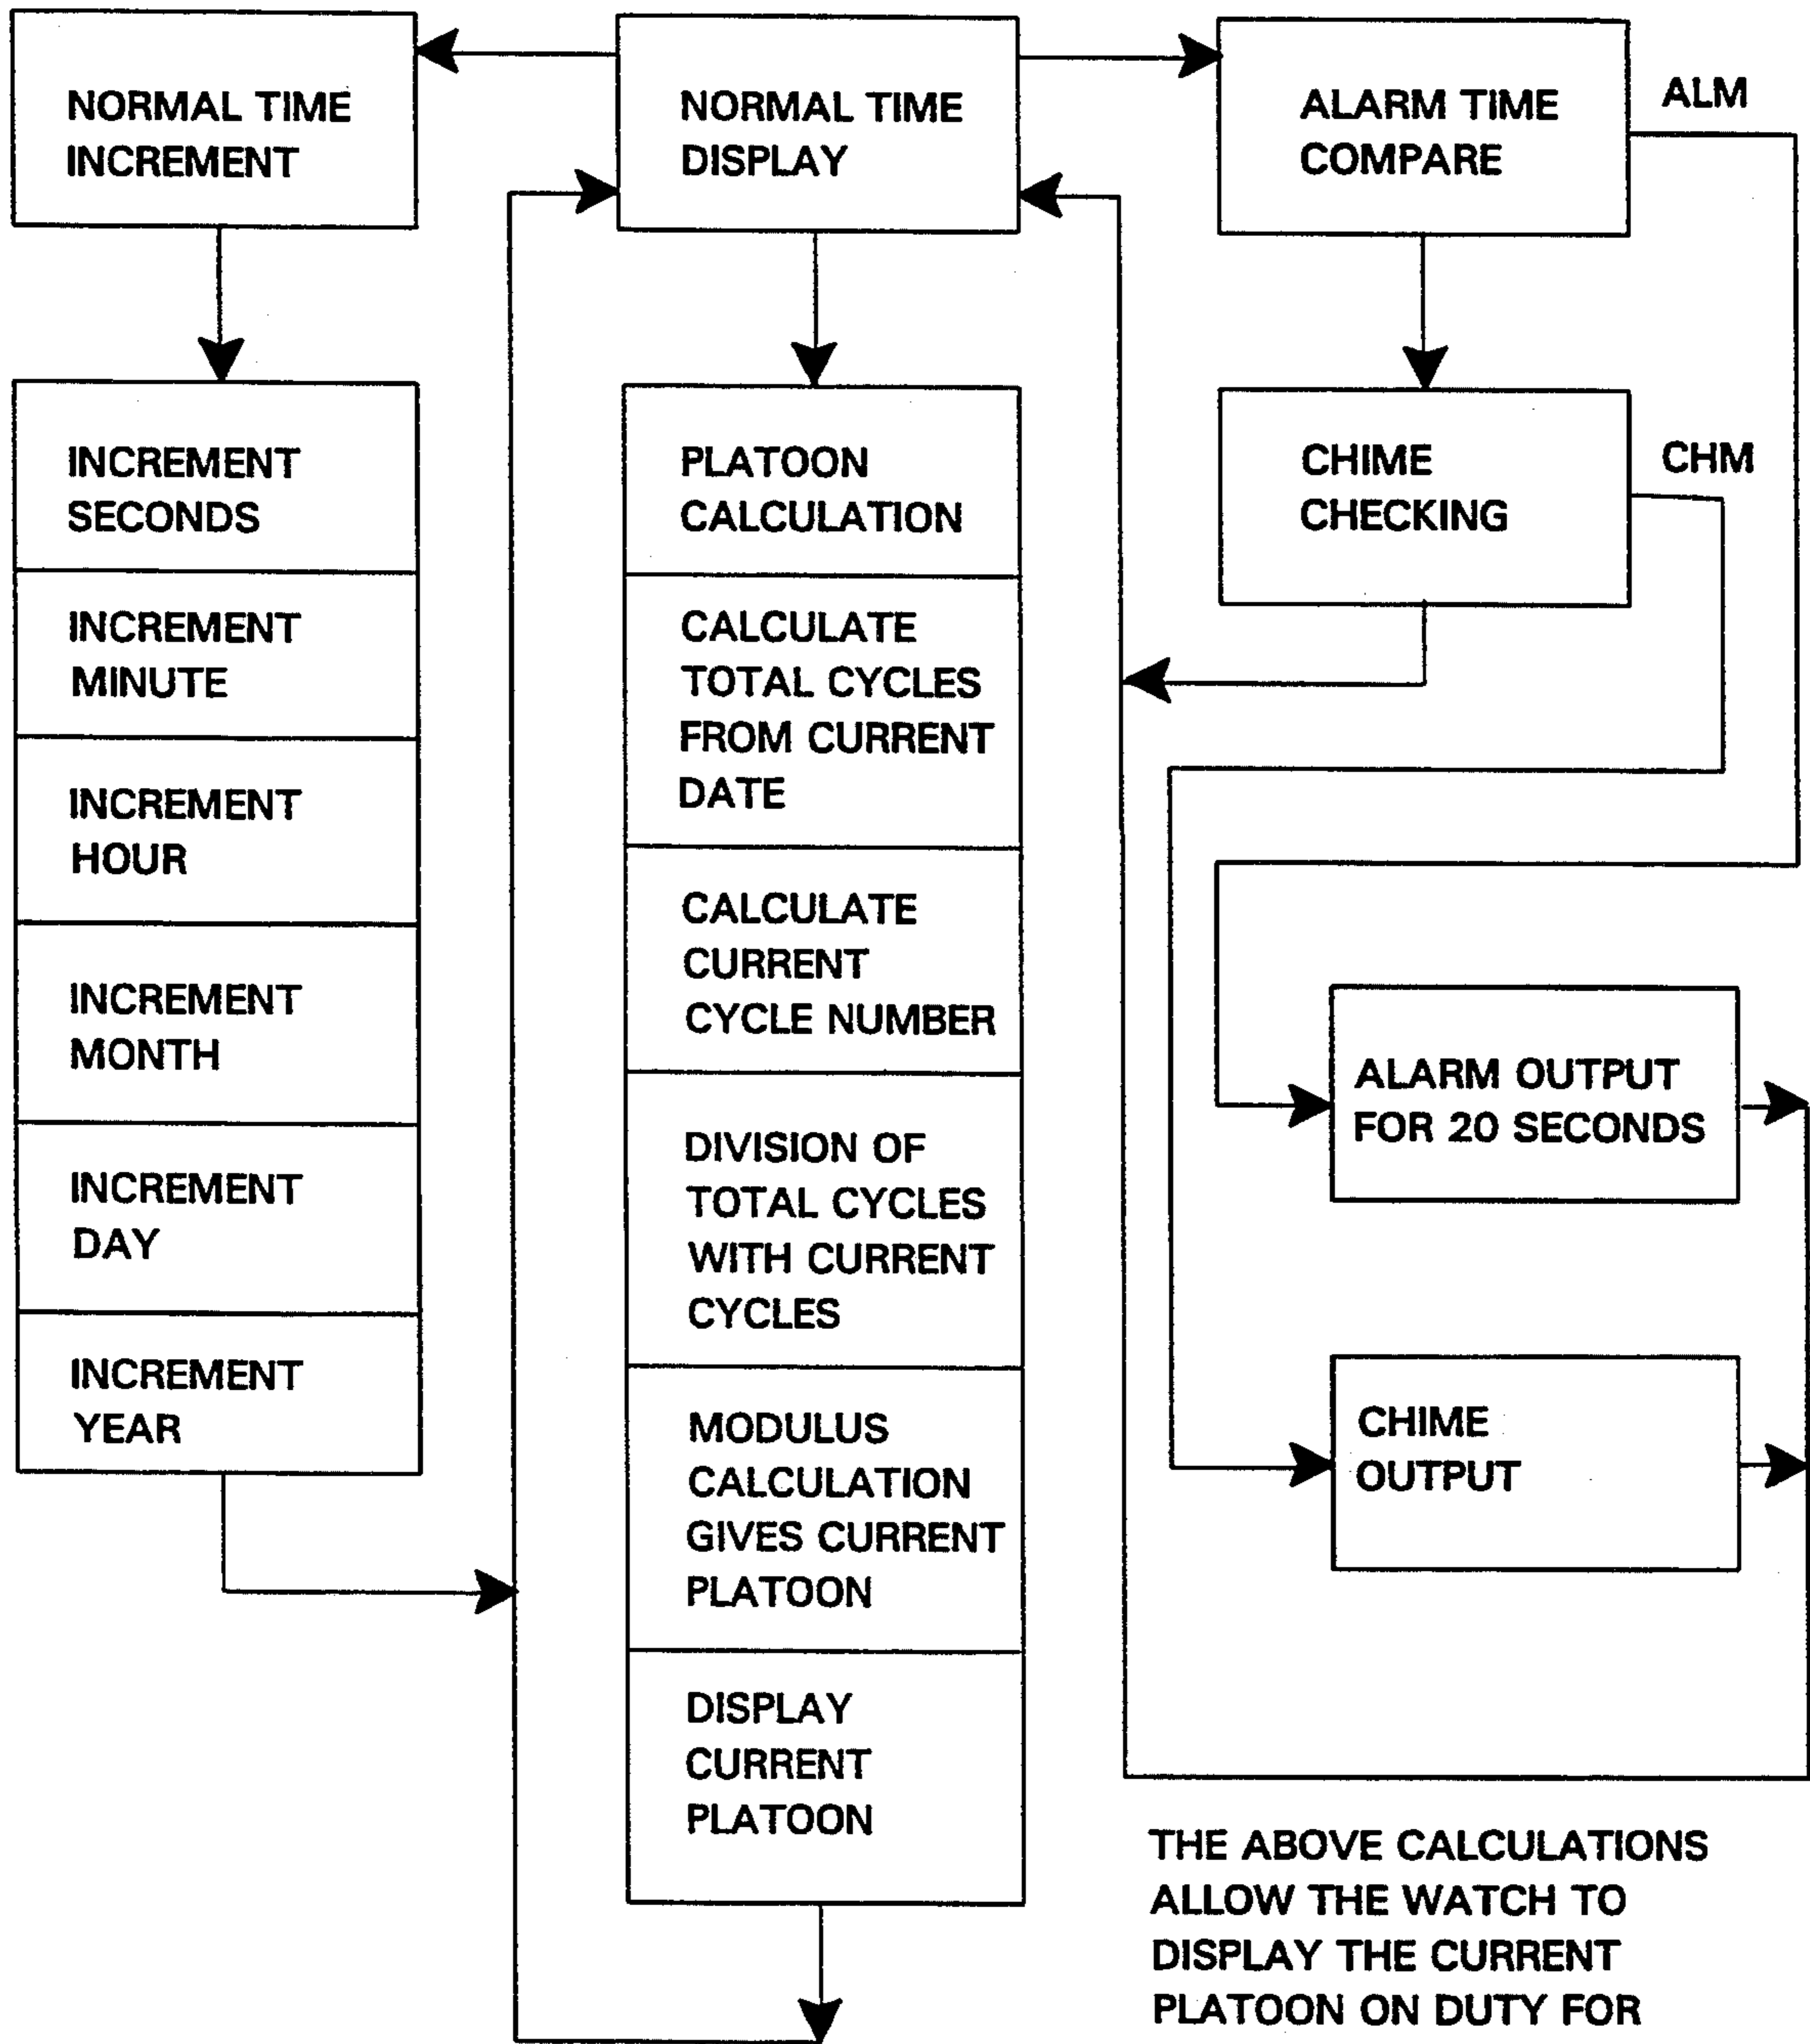 NORMAL TIME
INCREMENT
NORMAL TIME
DISPLAY
ALARM TIME
COMPARE
ALM
INCREMENT
SECONDS
INCREMENT
MINUTE
INCREMENT
HOUR
INCREMENT
MONTH
INCREMENT
DAY
INCREMENT
YEAR
PLATOON
CALCULATION
CALCULATE
TOTAL CYCLES
FROM CURRENT
DATE
CALCULATE
CURRENT
CYCLE NUMBER
DIVISION OF
TOTAL CYCLES
WITH CURRENT
CYCLES
MODULUS
CALCULATION
GIVES CURRENT
PLATOON
DISPLAY
CURRENT
PLATOON
CHIME
CHECKING
CHM
ALARM OUTPUT
FOR 20 SECONDS
CHIME
OUTPUT
THE ABOVE CALCULATIONS
ALLOW THE WATCH TO
DISPLAY THE CURRENT
PLATOON ON DUTY FOR